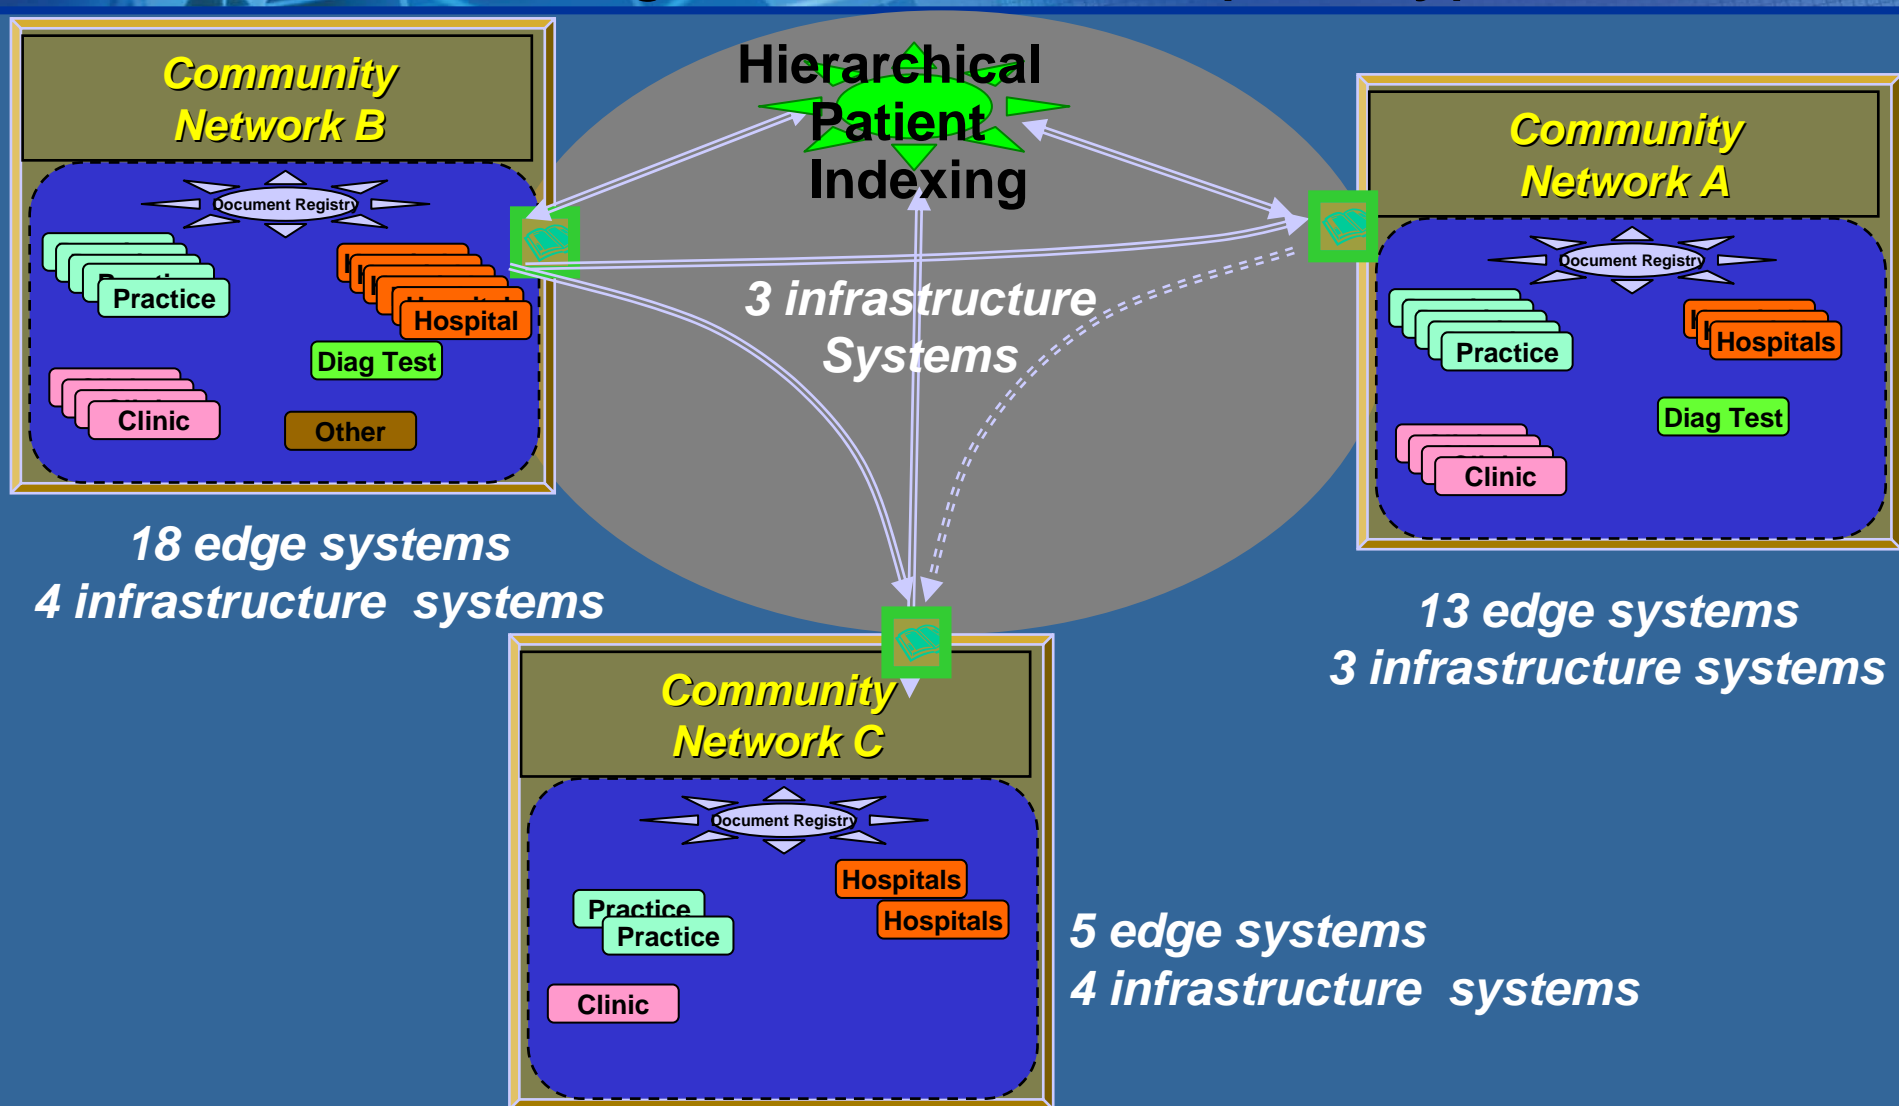 Community
Network B
Document Registry
Practice
Hospital
Diag Test
Clinic
Other
18 edge systems
4 infrastructure systems
Hierarchical
Patient
Indexing
3 infrastructure
Systems
Community
Network A
Document Registry
Practice
Hospitals
Diag Test
Clinic
13 edge systems
3 infrastructure systems
Community
Network C
Document Registry
Hospitals
Hospitals
Practice
Practice
Clinic
5 edge systems
4 infrastructure systems